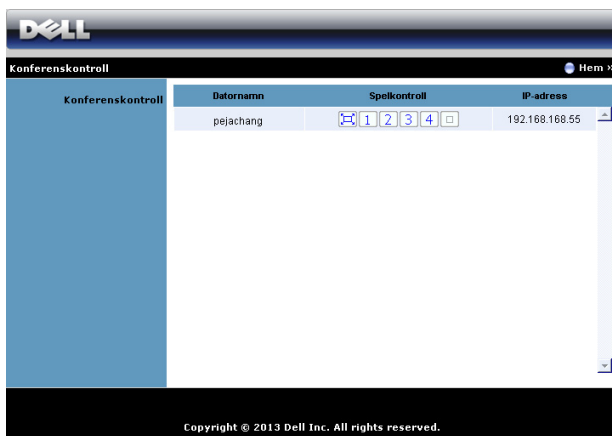 DELL
Konferenskontroll
Hem »
Konferenskontroll
Datornamn Spelkontroll IP-adress
pejachang 1 2 3 4 192.168.168.55
Copyright © 2013 Dell Inc. All rights reserved.